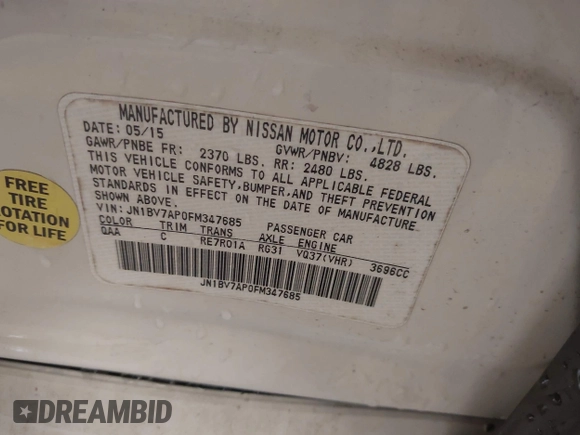 MANUFACTURED BY NISSAN MOTOR CO.,LTD.
DATE: 05/15 GVWR/PNBV: 4828 LBS.
GAWR/PNBE FR: 2370 LBS. RR: 2480 LBS.
THIS VEHICLE CONFORMS TO ALL APPLICABLE FEDERAL
MOTOR VEHICLE SAFETY,BUMPER,AND THEFT PREVENTION
STANDARDS IN EFFECT ON THE DATE OF MANUFACTURE
SHOWN ABOVE.
VIN:JN1BV7AP0FM347685 PASSENGER CAR
COLOR TRIM TRANS AXLE ENGINE
QAA C RE7R01A RG31 VQ37(VHR) 3696CC
JN1BV7AP0FM347685
FREE
TIRE
ROTATION
FOR LIFE
DREAMBID